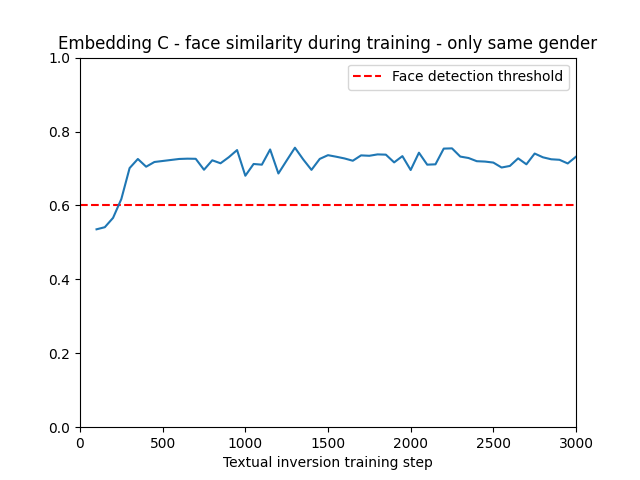 Embedding C - face similarity during training - only same gender
Face detection threshold
1.0
0.8
0.6
0.4
0.2
0.0
0 500 1000 1500 2000 2500 3000
Textual inversion training step